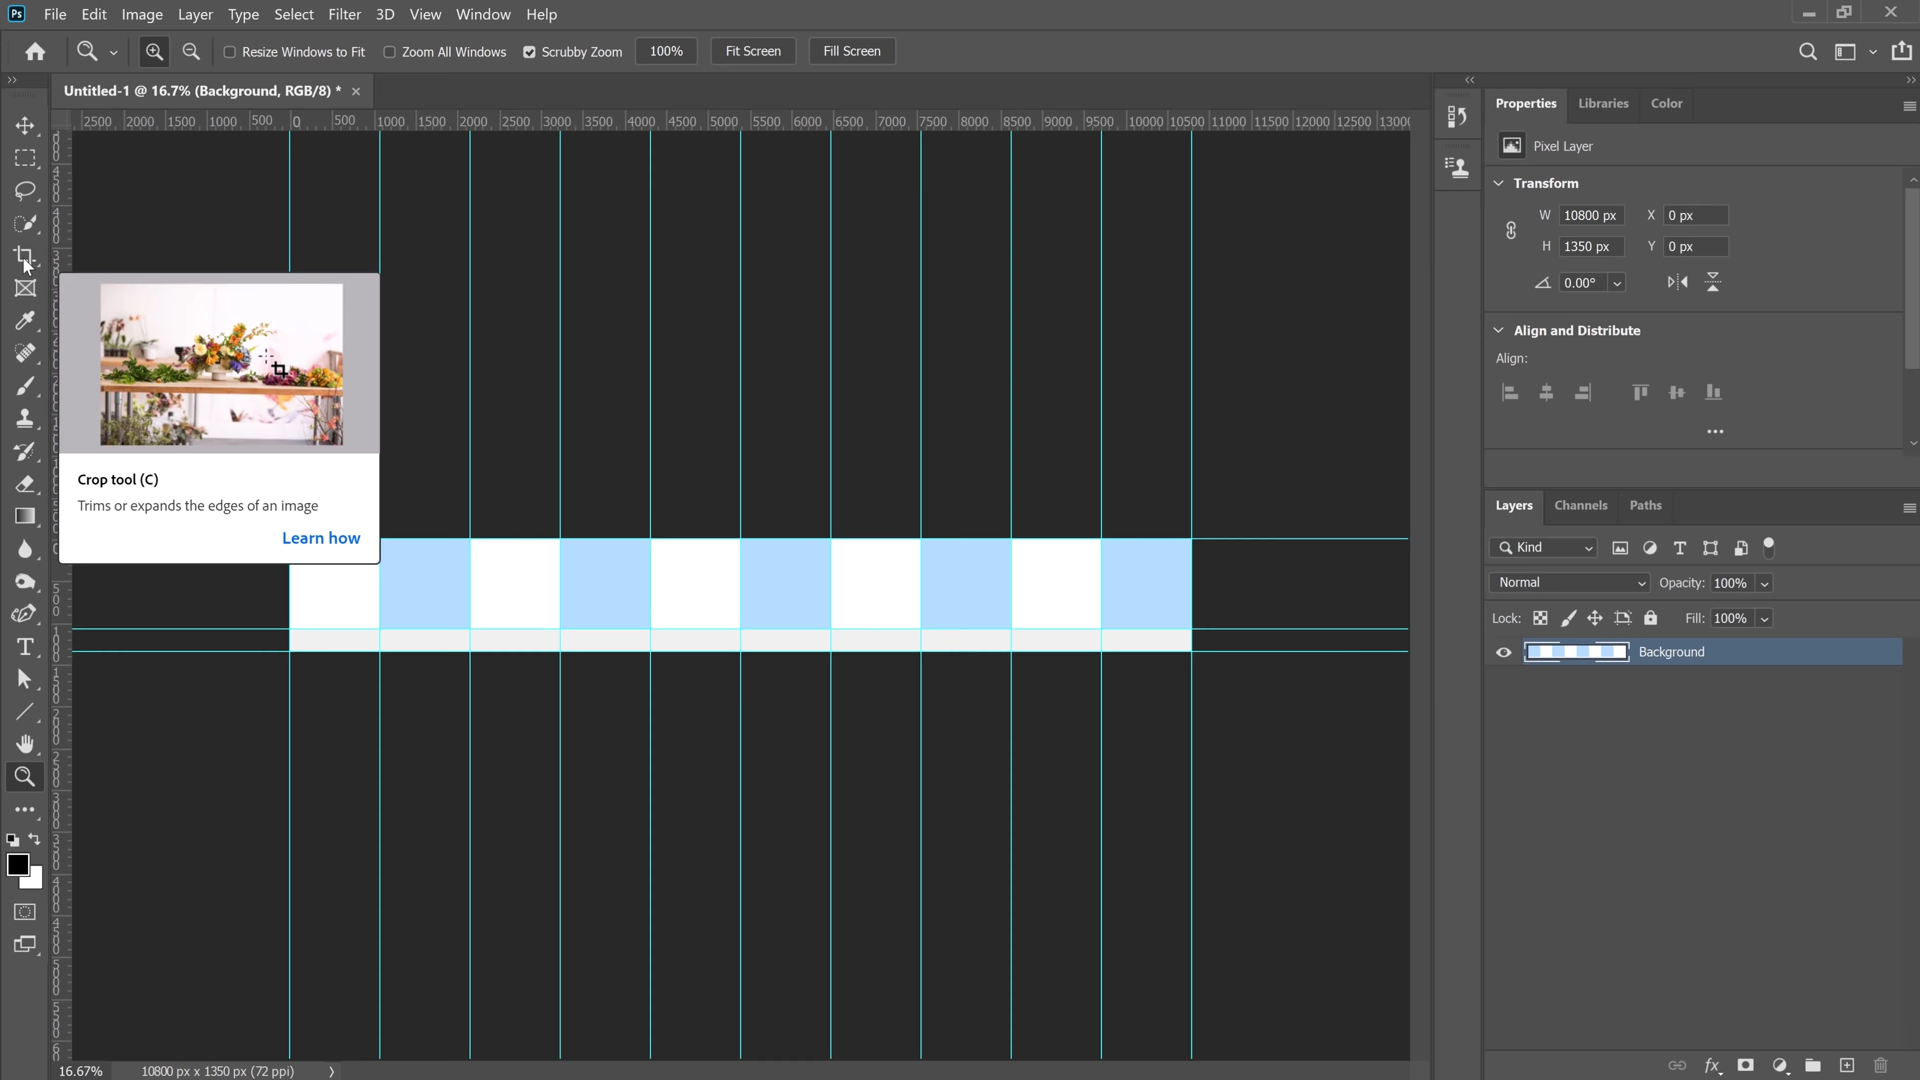 Ps File Edit Image Layer Type Select Filter 3D View Window Help
Resize Windows to Fit Zoom All Windows Scrubby Zoom 100% Fit Screen Fill Screen
Untitled-1 @ 16.7% (Background, RGB/8) * ×
2500 2000 1500 1000 500 0 500 1000 1500 2000 2500 3000 3500 4000 4500 5000 5500 6000 6500 7000 7500 8000 8500 9000 9500 10000 10500 11000 11500 12000 12500 13000
Properties Libraries Color
Pixel Layer
Transform
W 10800 px X 0 px
H 1350 px Y 0 px
0.00°
Align and Distribute
Align:
Crop tool (C)
Trims or expands the edges of an image
Learn how
Layers Channels Paths
Kind
Normal Opacity: 100%
Lock: Fill: 100%
Background
16.67% 10800 px x 1350 px (72 ppi)